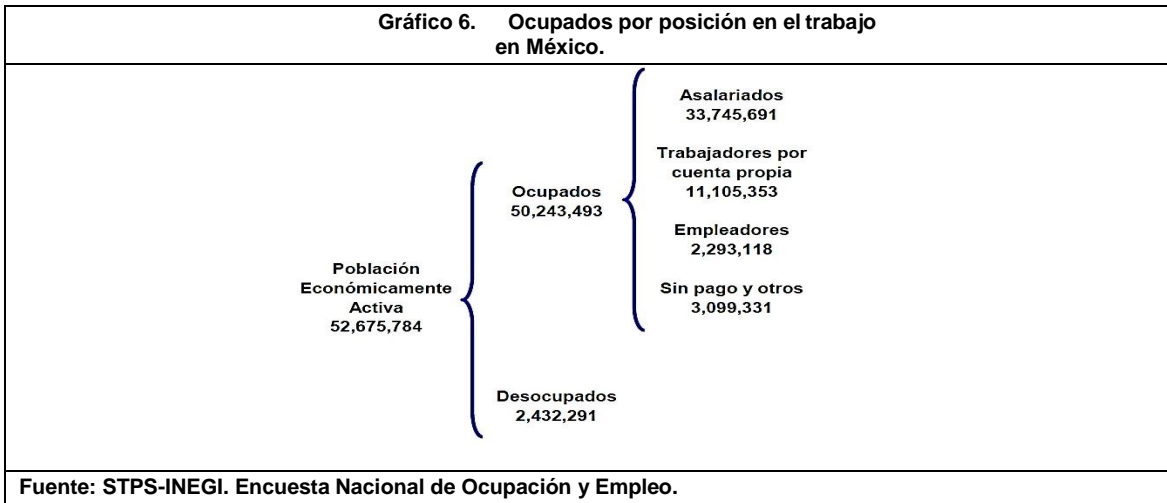 Gráfico 6. Ocupados por posición en el trabajo
en México.
Población
Económicamente
Activa
52,675,784
Ocupados
50,243,493
Asalariados
33,745,691
Trabajadores por
cuenta propia
11,105,353
Empleadores
2,293,118
Sin pago y otros
3,099,331
Desocupados
2,432,291
Fuente: STPS-INEGI. Encuesta Nacional de Ocupación y Empleo.